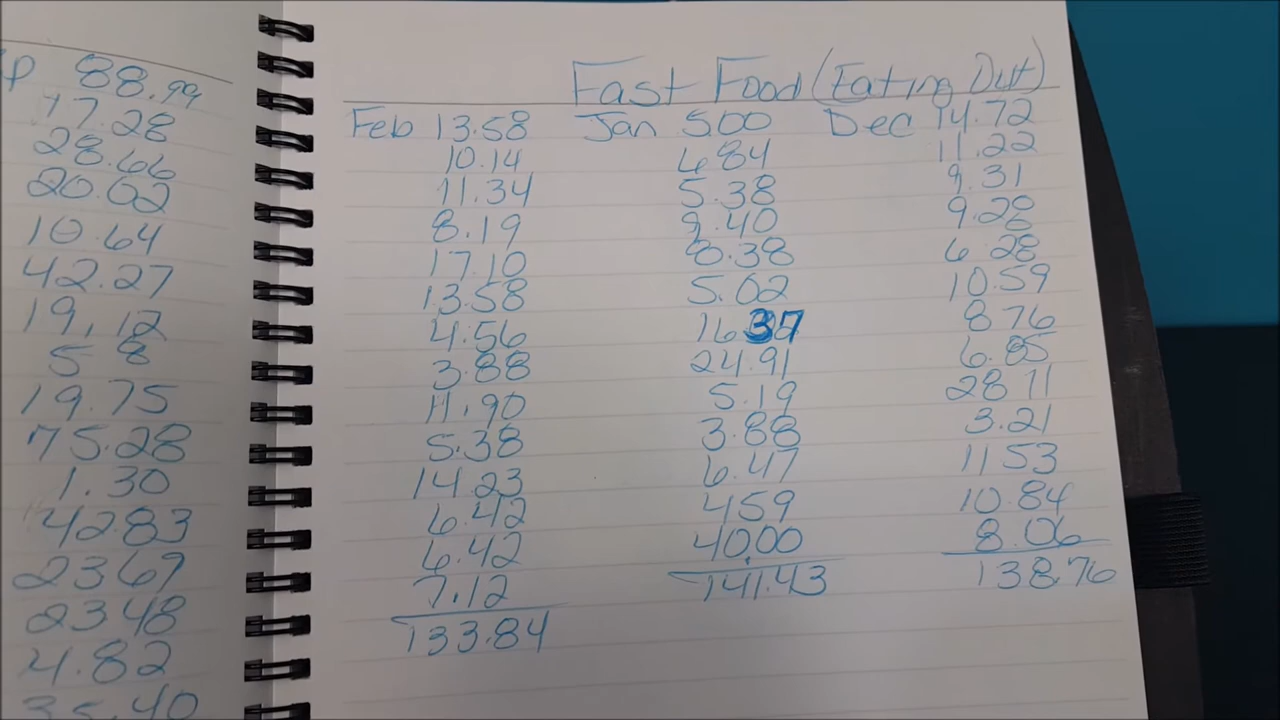 Fast Food (Eating Out)
Feb 13.58 Jan 5.00 Dec 14.72
10.14 4.84 11.22
11.34 5.38 9.31
8.19 9.40 9.28
17.10 8.38 6.28
13.58 5.02 10.59
4.56 16 37 8 76
3.88 24.91 6.85
11.90 5.19 28 71
5.38 3.88 3.21
14 23 6.47 11 53
6.42 4 59 10.84
6.42 40.00 8.06
7.12 141.43 138.76
133.84
88.99
17.28
28.66
20.02
10.64
42.27
19,12
5 8
19.75
75.28
1.30
42.83
23 67
23 48
4.82
35.40